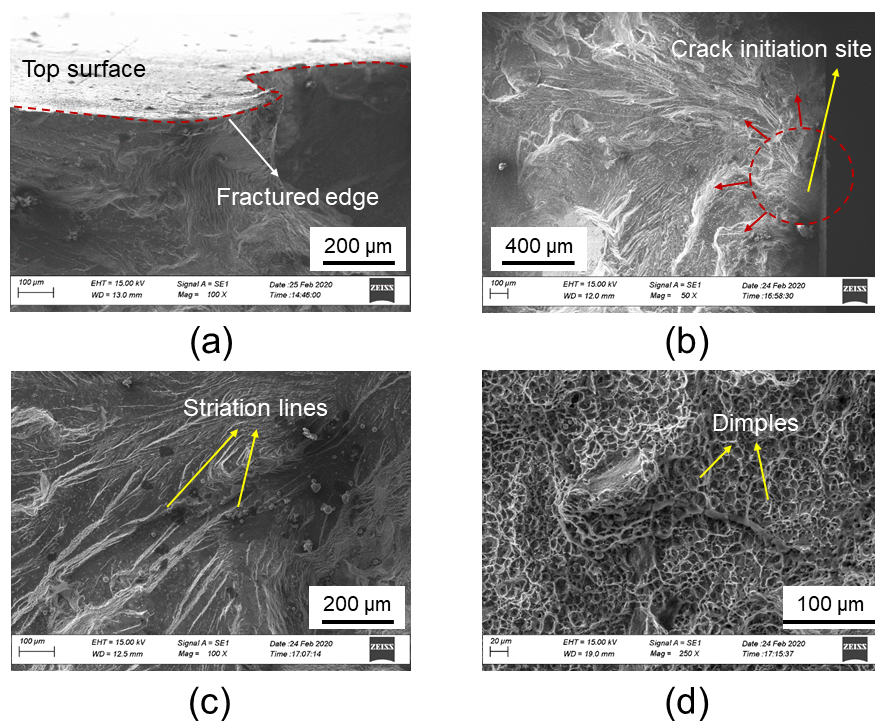 Top surface
Fractured edge
200 µm
100 µm
EHT = 15.00 kV
WD = 13.0 mm
Signal A = SE1
Mag = 100 X
Date :25 Feb 2020
Time :14:46:00
ZEISS
(a)
Crack initiation site
400 µm
100 µm
EHT = 15.00 kV
WD = 12.0 mm
Signal A = SE1
Mag = 50 X
Date :24 Feb 2020
Time :16:58:30
ZEISS
(b)
Striation lines
200 µm
100 µm
EHT = 15.00 kV
WD = 12.5 mm
Signal A = SE1
Mag = 100 X
Date :24 Feb 2020
Time :17:07:14
ZEISS
(c)
Dimples
100 µm
20 µm
EHT = 15.00 kV
WD = 19.0 mm
Signal A = SE1
Mag = 250 X
Date :24 Feb 2020
Time :17:15:37
ZEISS
(d)